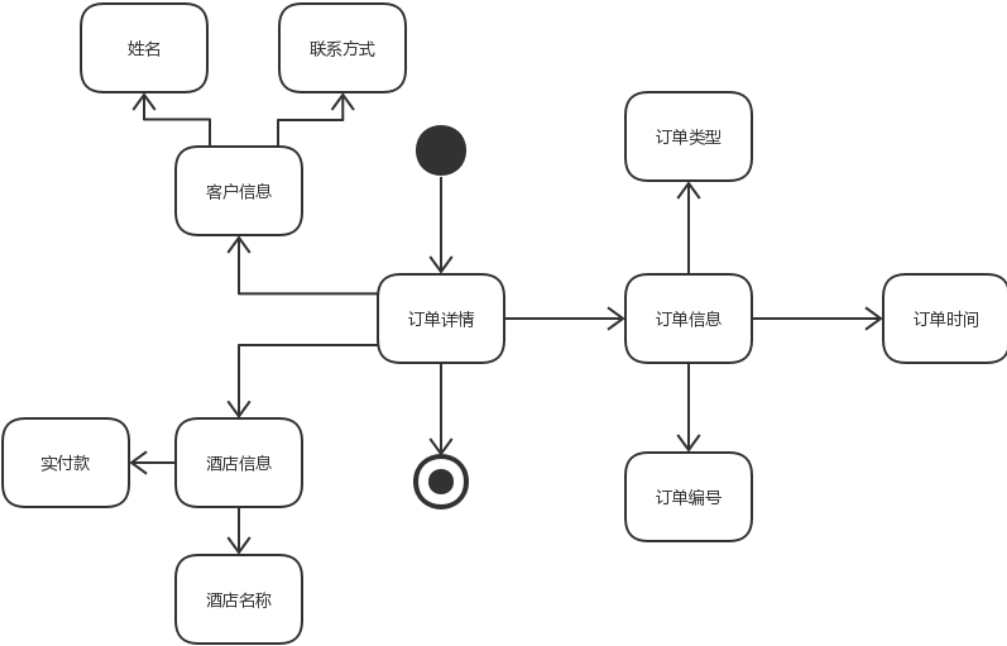 姓名
联系方式
订单类型
客户信息
订单详情
订单信息
订单时间
实付款
酒店信息
订单编号
酒店名称